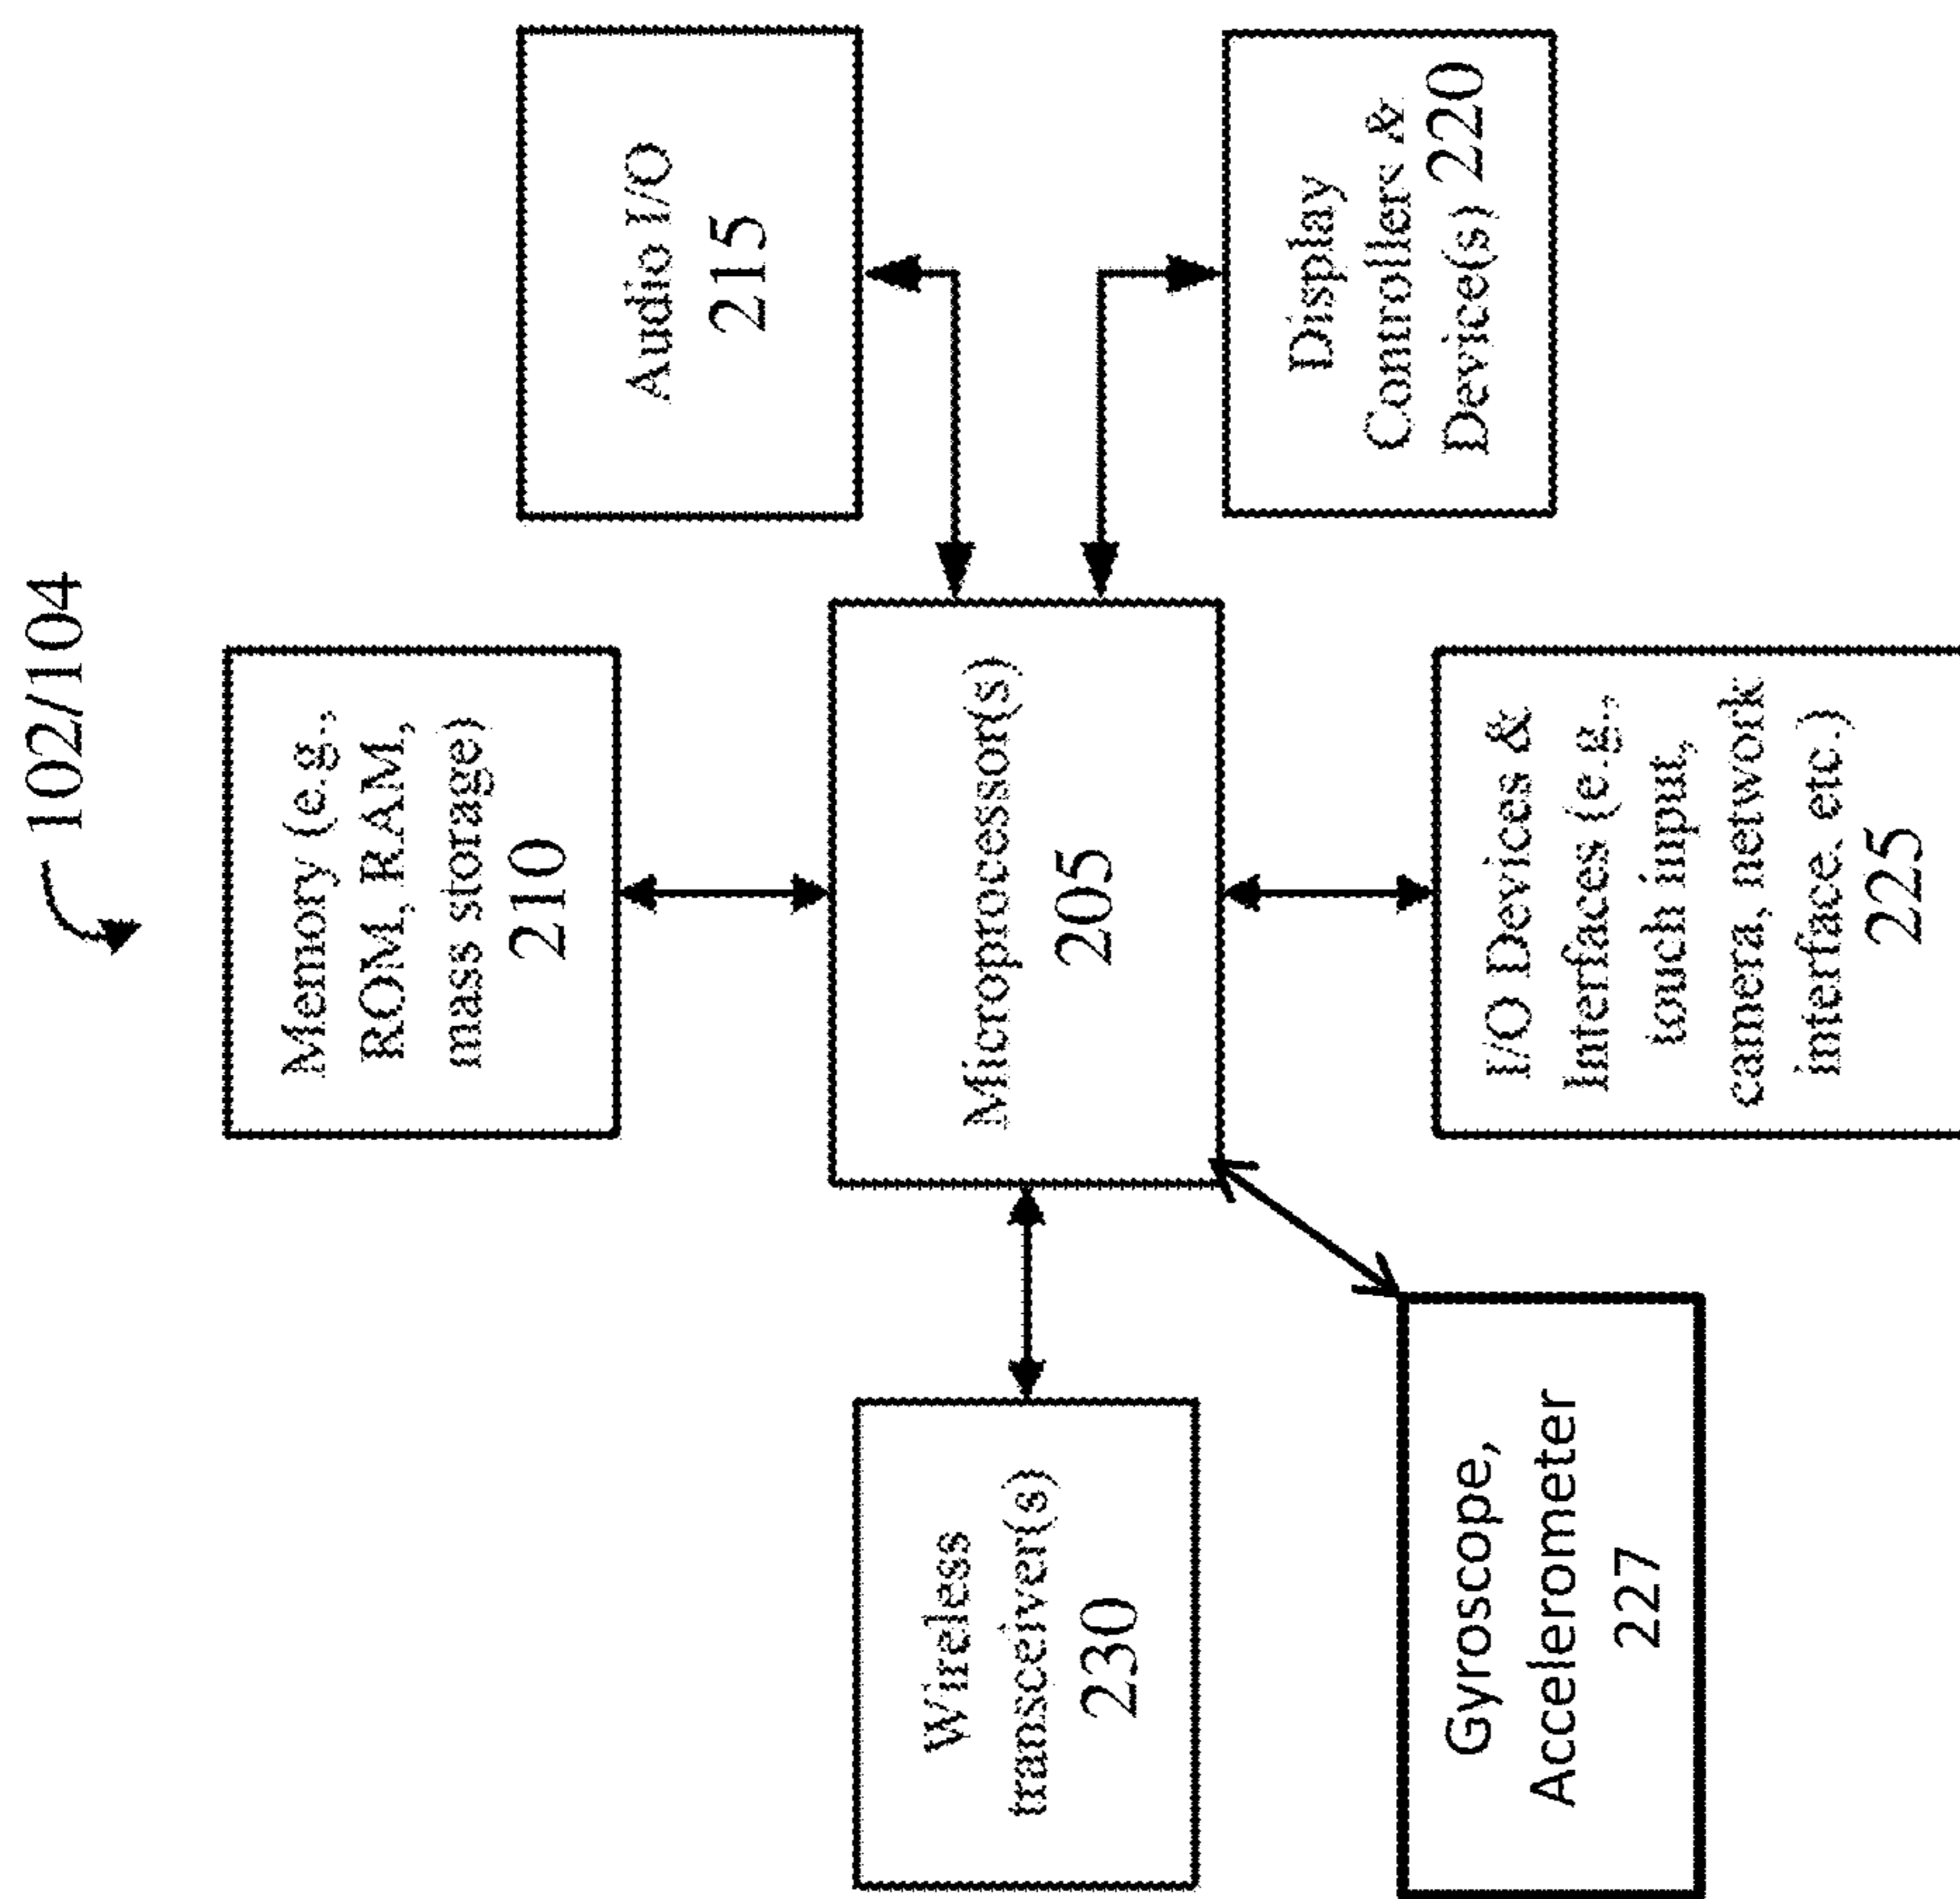 102/104
Memory (e.g.,
ROM, RAM,
mass storage)
210
Audio I/O
215
Wireless
transceiver(s)
230
Microprocessor(s)
205
Display
Controllers &
Device(s) 220
Gyroscope,
Accelerometer
227
I/O Devices &
Interfaces (e.g.,
touch input,
camera, network
interface. etc.)
225